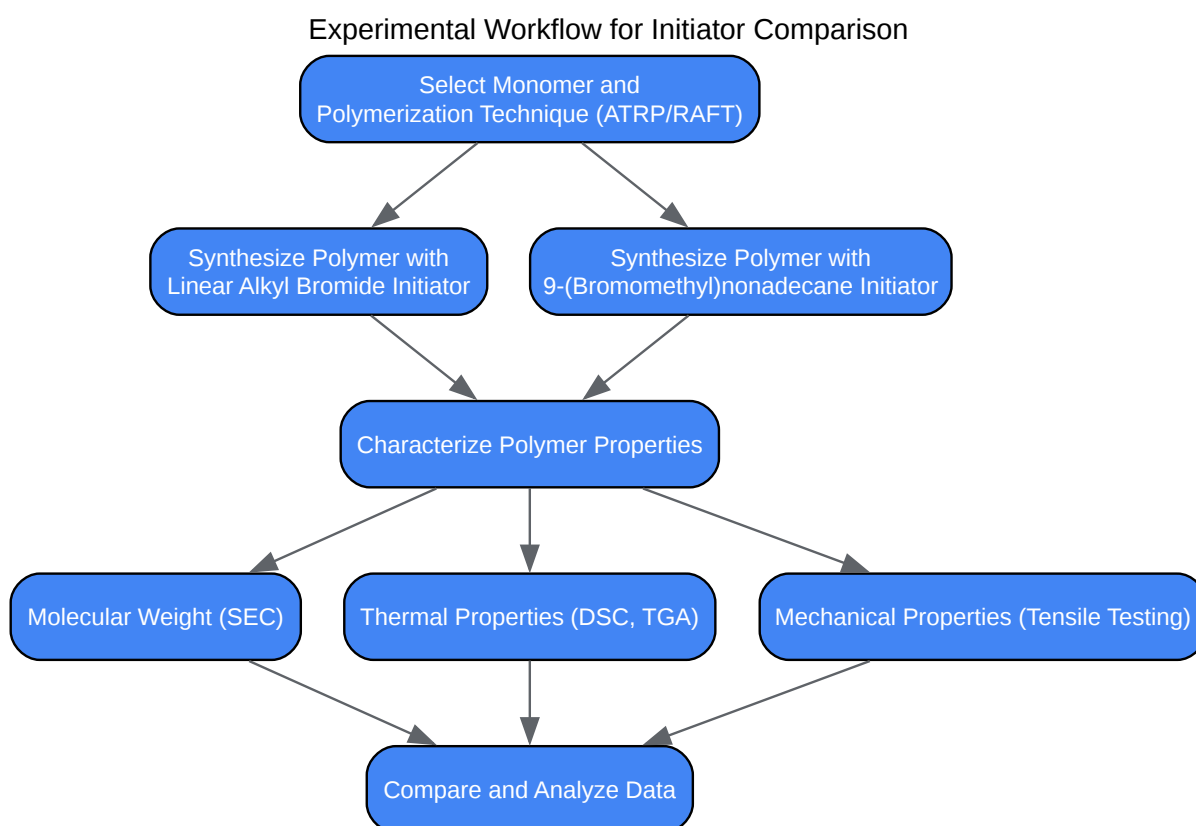 Experimental Workflow for Initiator Comparison
Select Monomer and
Polymerization Technique (ATRP/RAFT)
Synthesize Polymer with
Linear Alkyl Bromide Initiator
Synthesize Polymer with
9-(Bromomethyl)nonadecane Initiator
Characterize Polymer Properties
Molecular Weight (SEC)
Thermal Properties (DSC, TGA)
Mechanical Properties (Tensile Testing)
Compare and Analyze Data